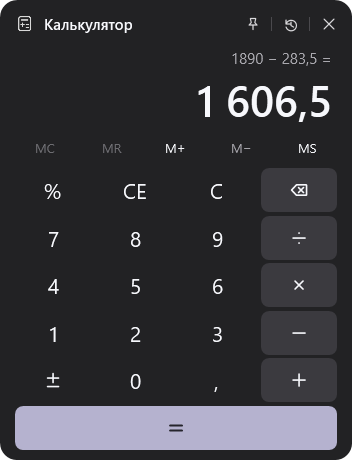 Калькулятор
1890 − 283,5 =
1 606,5
MC MR M+ M− MS
% CE C
7 8 9 ÷
4 5 6 ×
1 2 3 −
± 0 , +
=